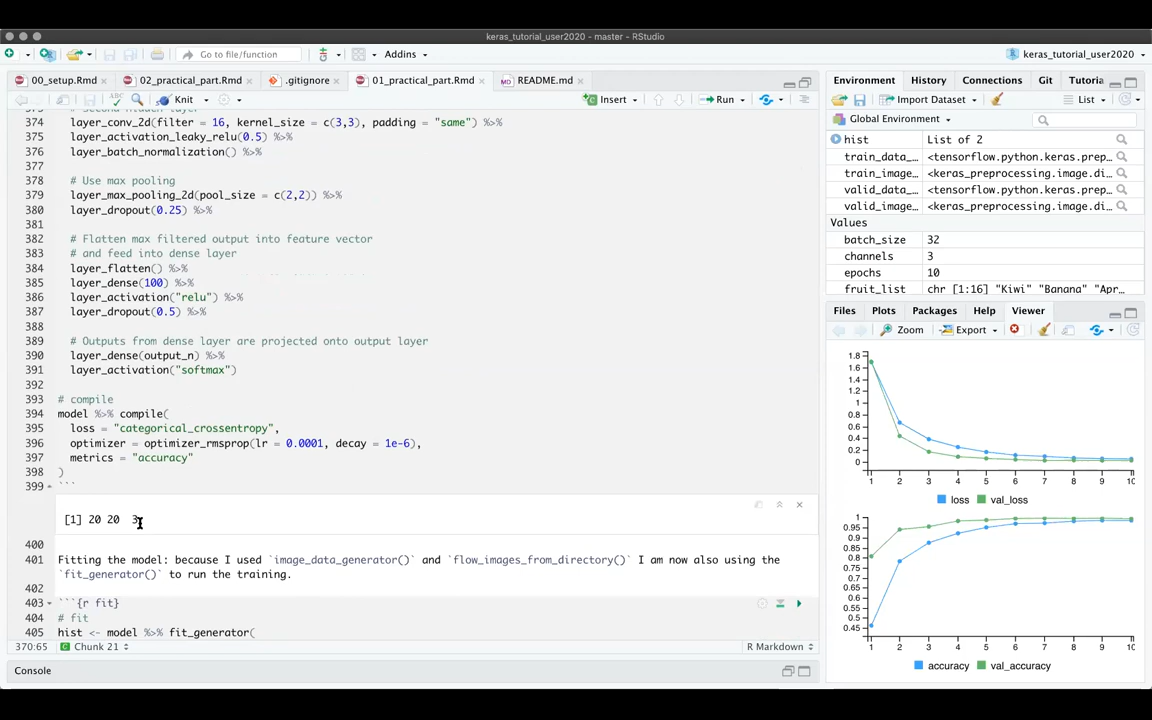 keras_tutorial_user2020 - master - RStudio
Go to file/function
Addins
keras_tutorial_user2020
00_setup.Rmd
02_practical_part.Rmd
.gitignore
01_practical_part.Rmd
README.md
Knit
Insert
Run
374 layer_conv_2d(filter = 16, kernel_size = c(3,3), padding = "same") %>%
375 layer_activation_leaky_relu(0.5) %>%
376 layer_batch_normalization() %>%
377
378 # Use max pooling
379 layer_max_pooling_2d(pool_size = c(2,2)) %>%
380 layer_dropout(0.25) %>%
381
382 # Flatten max filtered output into feature vector
383 # and feed into dense layer
384 layer_flatten() %>%
385 layer_dense(100) %>%
386 layer_activation("relu") %>%
387 layer_dropout(0.5) %>%
388
389 # Outputs from dense layer are projected onto output layer
390 layer_dense(output_n) %>%
391 layer_activation("softmax")
392
393 # compile
394 model %>% compile(
395 loss = "categorical_crossentropy",
396 optimizer = optimizer_rmsprop(lr = 0.0001, decay = 1e-6),
397 metrics = "accuracy"
398 )
399 ```
[1] 20 20 3
400
401 Fitting the model: because I used `image_data_generator()` and `flow_images_from_directory()` I am now also using the
`fit_generator()` to run the training.
402
403 ```{r fit}
404 # fit
405 hist <- model %>% fit_generator(
370:65 Chunk 21 R Markdown
Console
Environment History Connections Git Tutoria
Import Dataset List
Global Environment
hist List of 2
train_data_… <tensorflow.python.keras.prep…
train_image… <keras_preprocessing.image.di…
valid_data_… <tensorflow.python.keras.prep…
valid_image… <keras_preprocessing.image.di…
Values
batch_size 32
channels 3
epochs 10
fruit_list chr [1:16] "Kiwi" "Banana" "Apr…
Files Plots Packages Help Viewer
Zoom Export
1.8
1.6
1.4
1.2
1
0.8
0.6
0.4
0.2
0
1 2 3 4 5 6 7 8 9 10
loss val_loss
1
0.95
0.9
0.85
0.8
0.75
0.7
0.65
0.6
0.55
0.5
0.45
1 2 3 4 5 6 7 8 9 10
accuracy val_accuracy